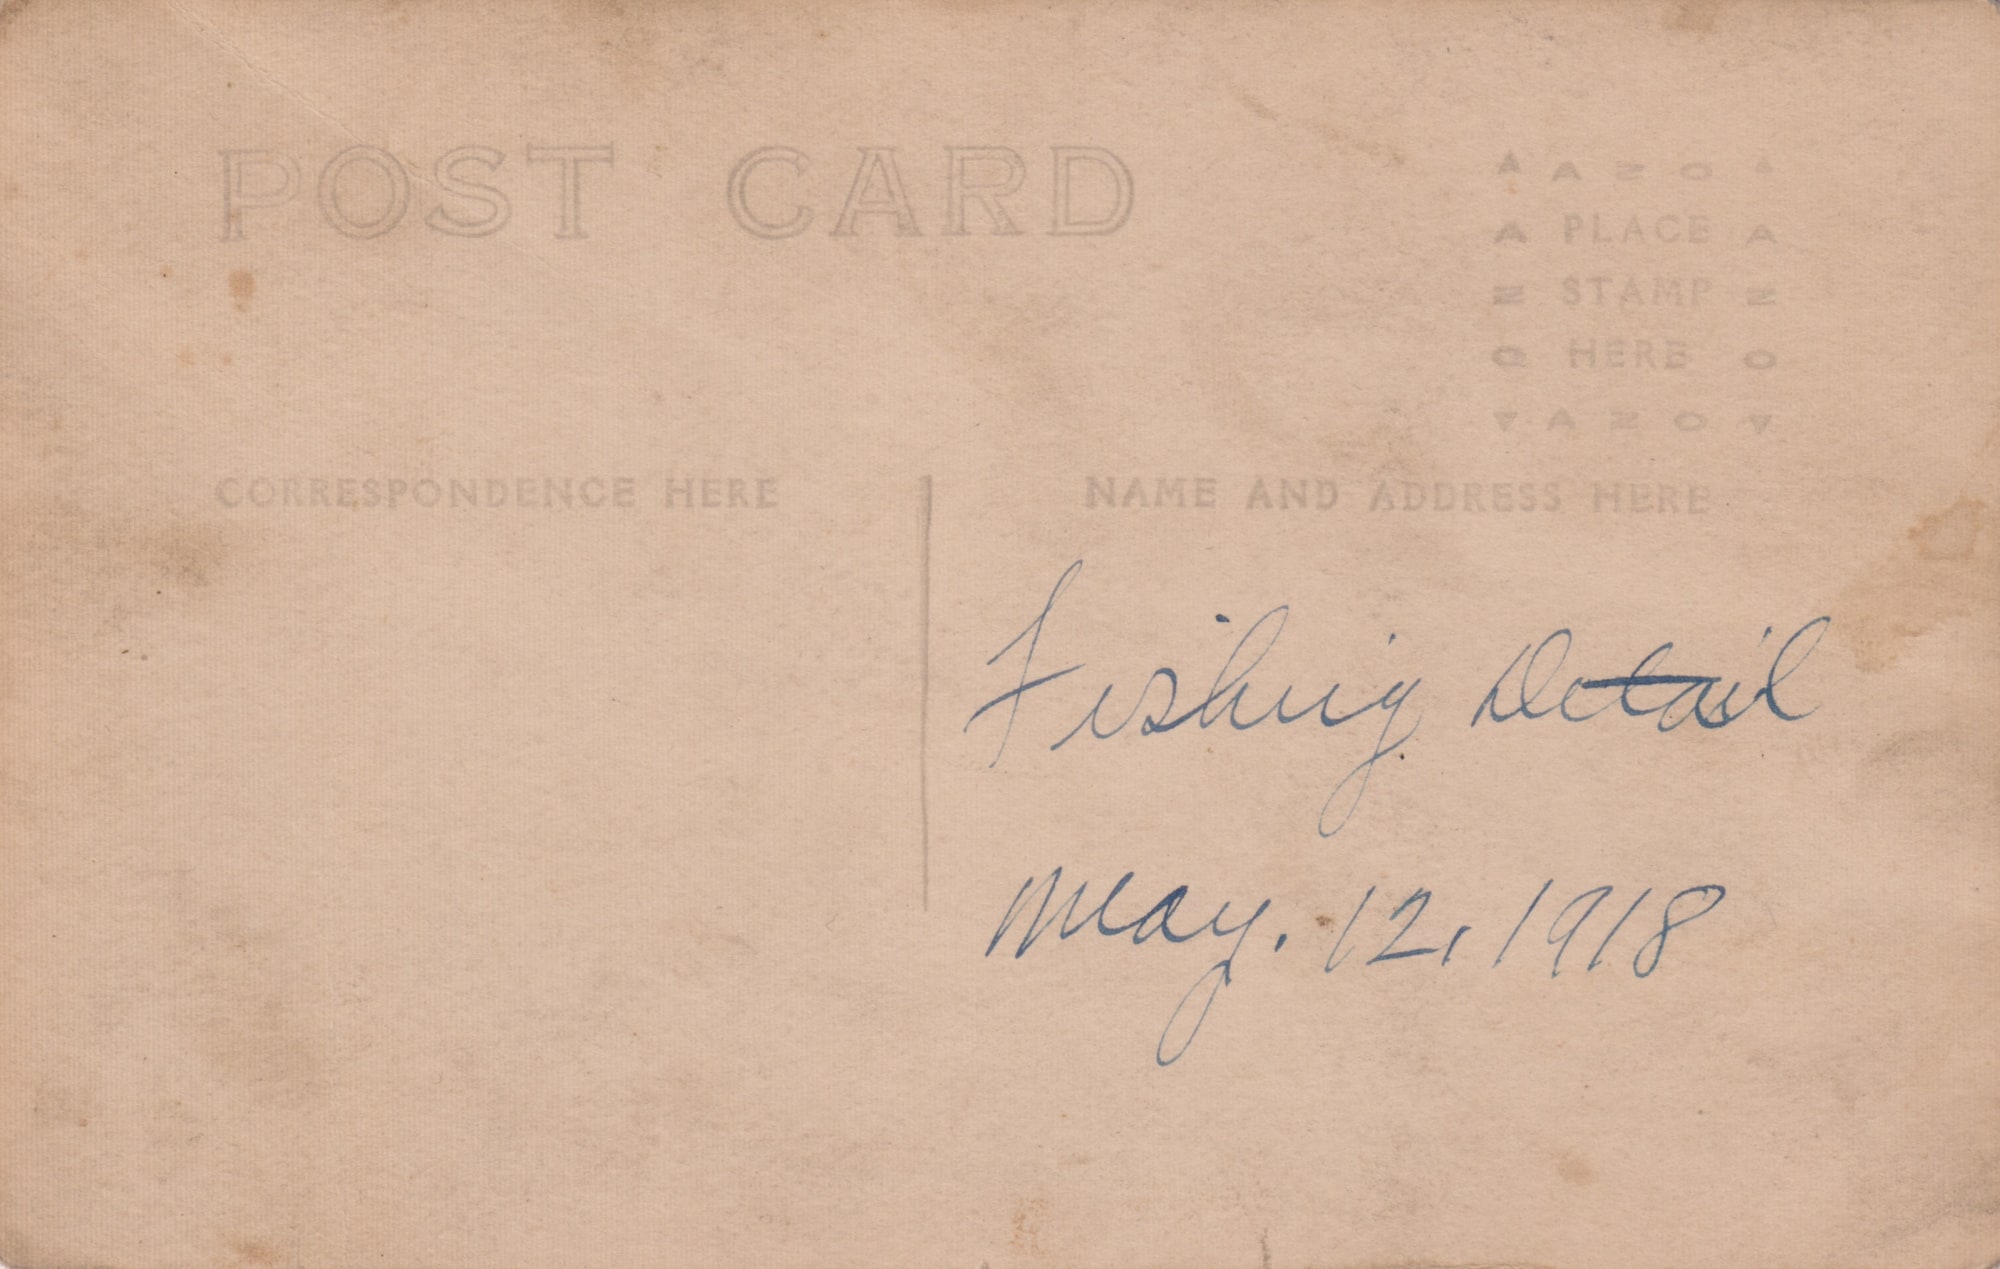 POST CARD
▲ A Z O ▲
A PLACE A
N STAMP N
O HERE O
▼ A Z O ▼
CORRESPONDENCE HERE
NAME AND ADDRESS HERE
Fishing Detail
May. 12, 1918